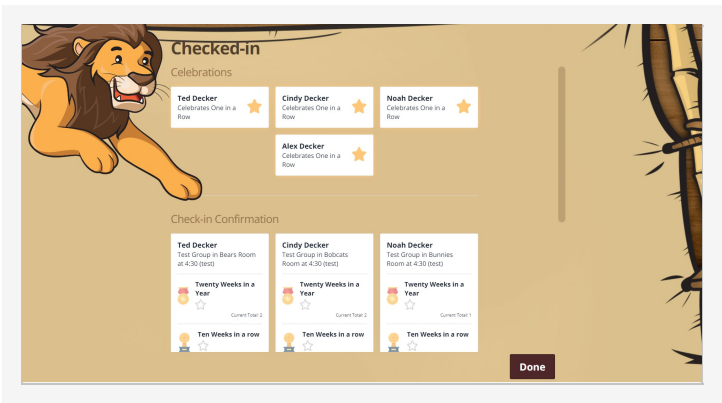 Checked-in
Celebrations
Ted Decker
Celebrates One in a
Row
Cindy Decker
Celebrates One in a
Row
Noah Decker
Celebrates One in a
Row
Alex Decker
Celebrates One in a
Row
Check-in Confirmation
Ted Decker
Test Group in Bears Room
at 4:30 (test)
Twenty Weeks in a
Year
Current Total: 2
Ten Weeks in a row
Cindy Decker
Test Group in Bobcats
Room at 4:30 (test)
Twenty Weeks in a
Year
Current Total: 2
Ten Weeks in a row
Noah Decker
Test Group in Bunnies
Room at 4:30 (test)
Twenty Weeks in a
Year
Current Total: 1
Ten Weeks in a row
Done